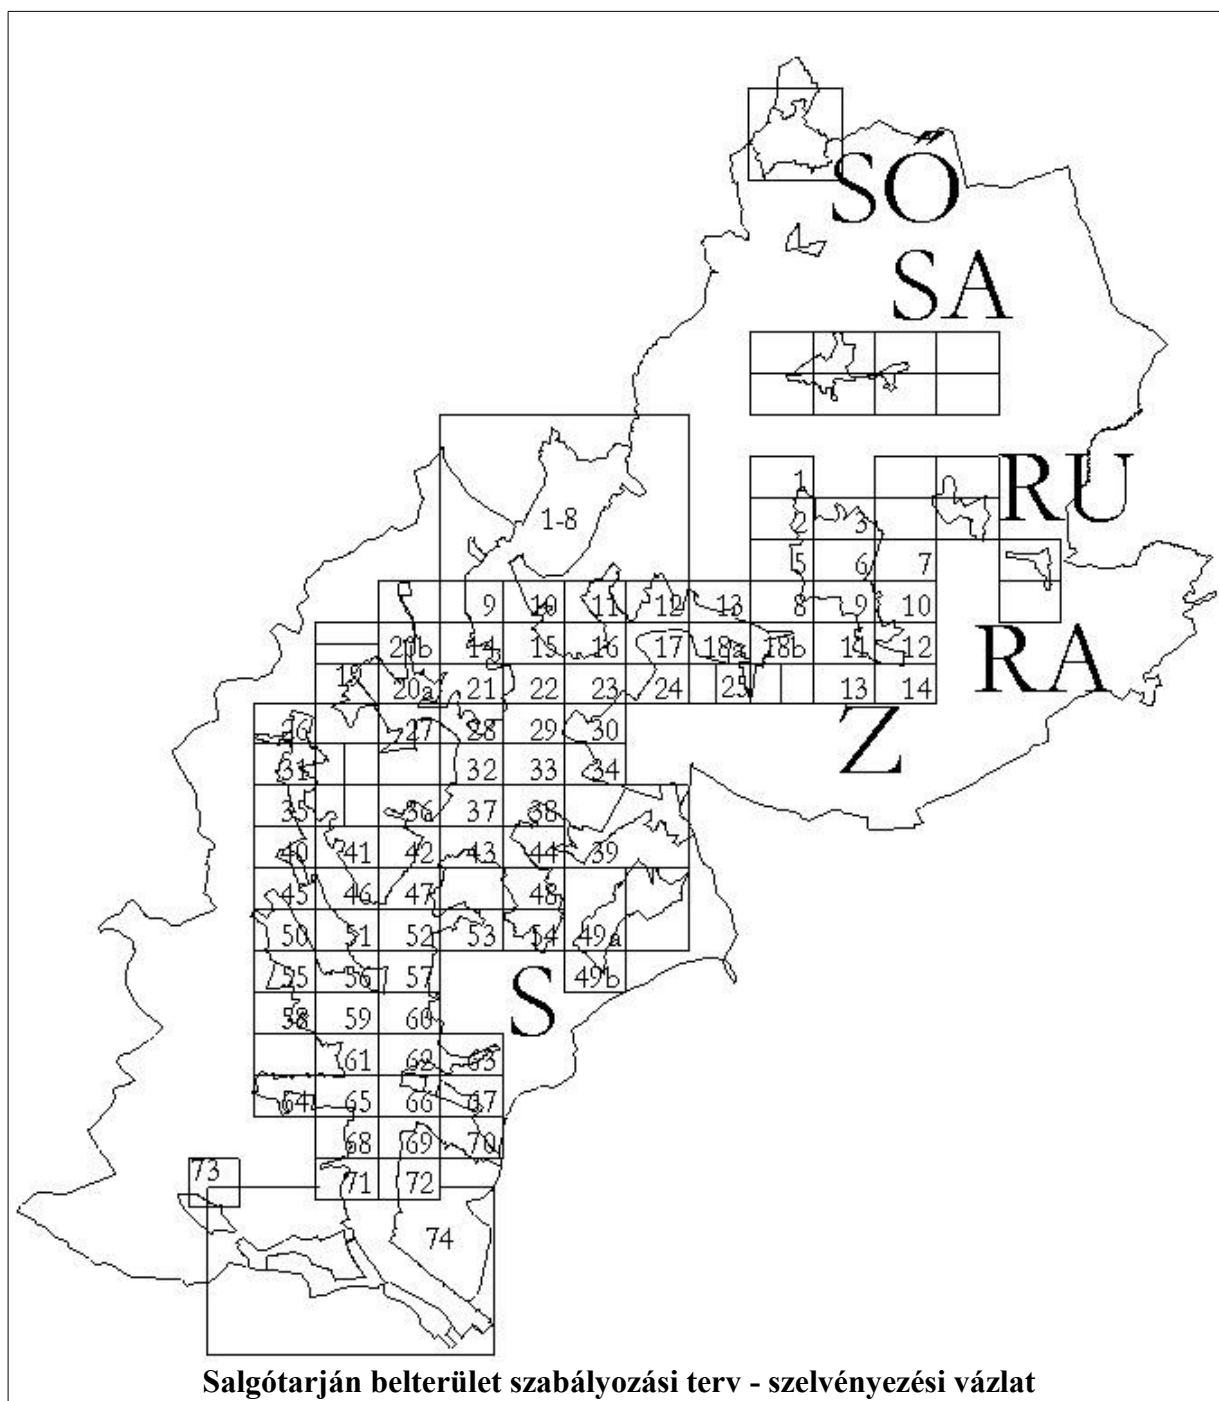 SÓ
SA
1
RU
1-8
2 3
5 6 7
9 10 11 12 13 8 9 10
20b 14 15 16 17 18a 18b 11 12
RA
19 20a 21 22 23 24 25 13 14
26 27 28 29 30
Z
31 32 33 34
35 36 37 38
40 41 42 43 44 39
45 46 47 48
50 51 52 53 54 49a
55 56 57 49b
S
58 59 60
61 62 63
64 65 66 67
68 69 70
73 71 72
74
Salgótarján belterület szabályozási terv - szelvényezési vázlat